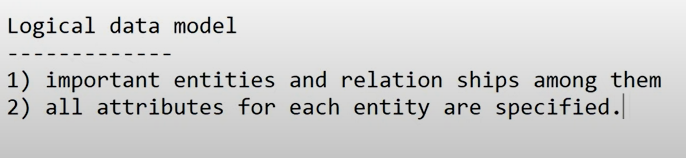 Logical data model
-------------
1) important entities and relation ships among them
2) all attributes for each entity are specified.